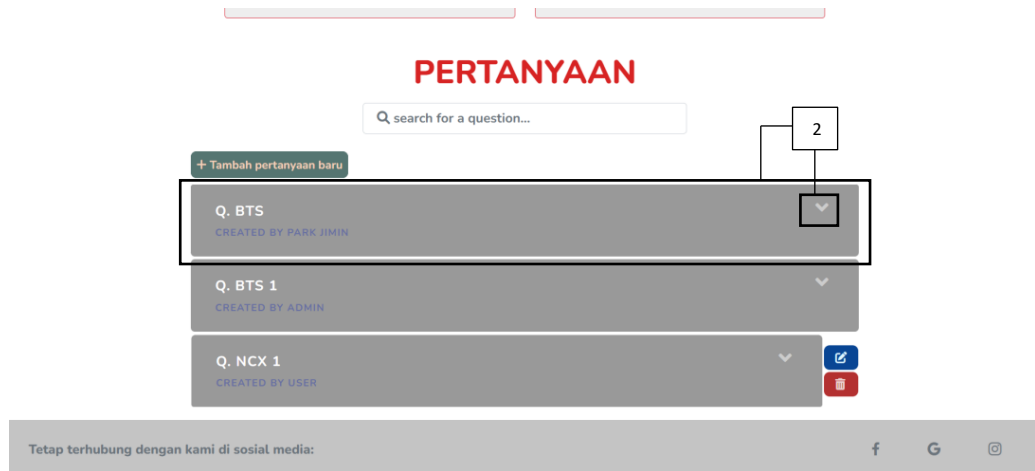 PERTANYAAN
search for a question...
2
+ Tambah pertanyaan baru
Q. BTS
CREATED BY PARK JIMIN
Q. BTS 1
CREATED BY ADMIN
Q. NCX 1
CREATED BY USER
Tetap terhubung dengan kami di sosial media: